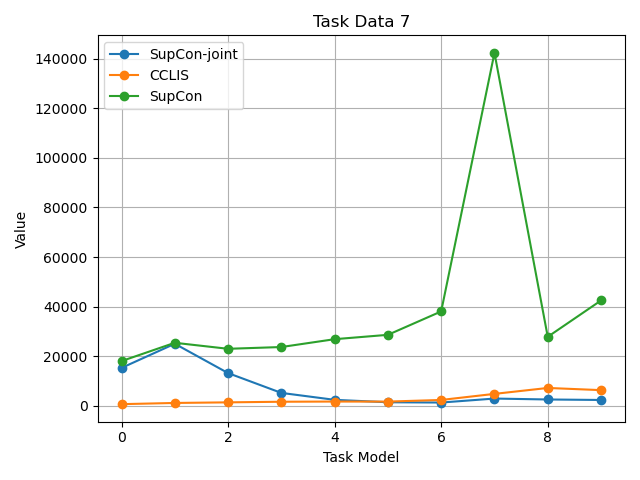 Task Data 7
SupCon-joint
CCLIS
SupCon
140000
120000
100000
80000
60000
40000
20000
0
Value
0 2 4 6 8
Task Model